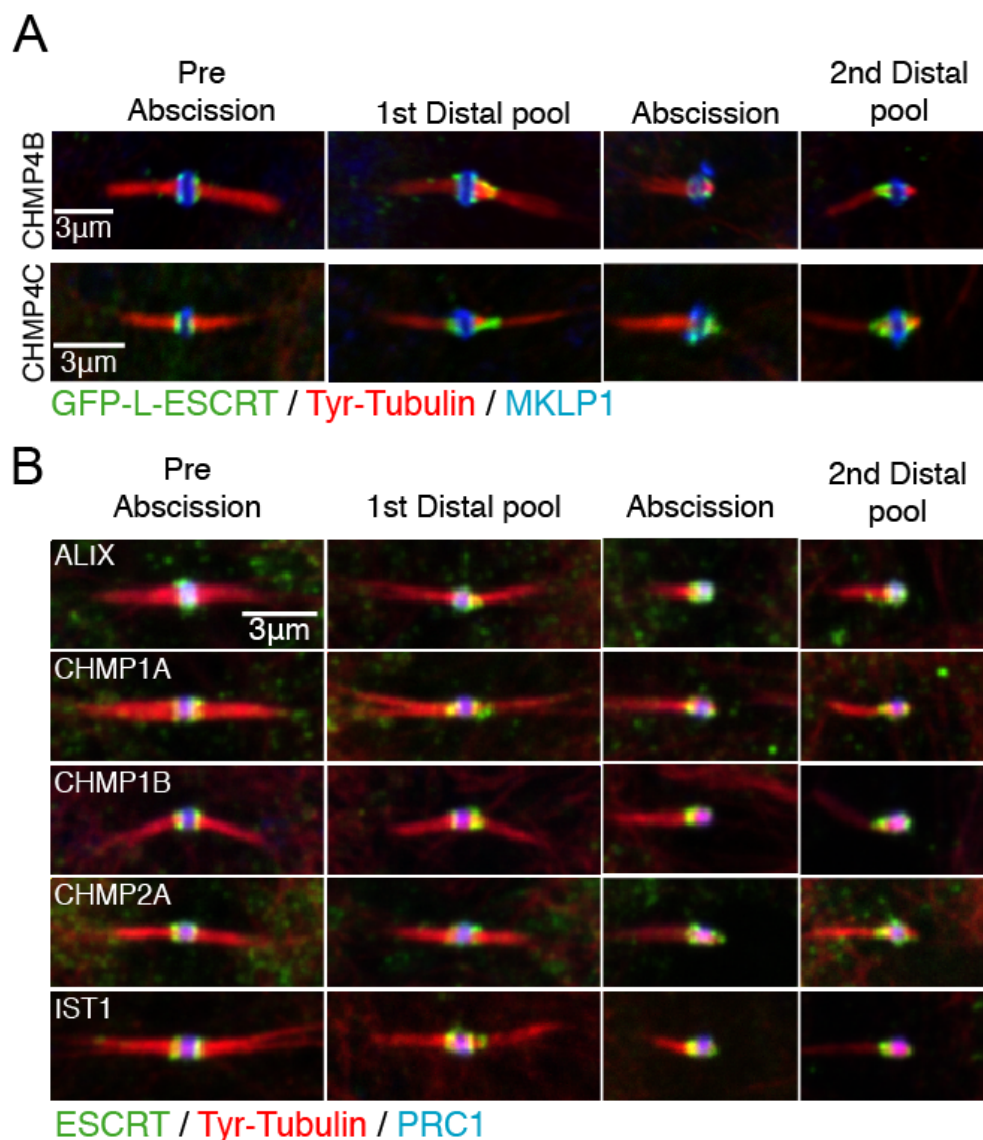 A
Pre
Abscission
1st Distal pool
Abscission
2nd Distal
pool
CHMP4B
3µm
CHMP4C
3µm
GFP-L-ESCRT / Tyr-Tubulin / MKLP1
B
Pre
Abscission
1st Distal pool
Abscission
2nd Distal
pool
ALiX
3µm
CHMP1A
CHMP1B
CHMP2A
IST1
ESCRT / Tyr-Tubulin / PRC1